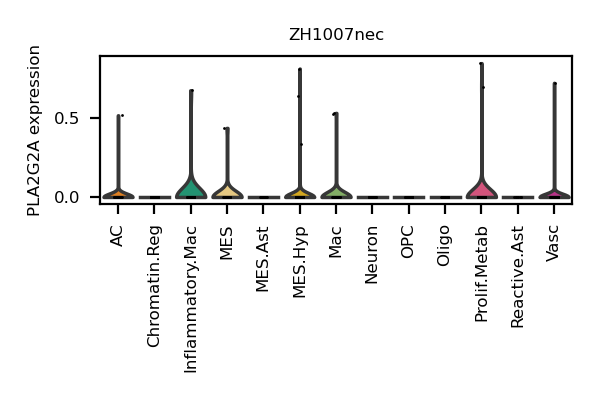 ZH1007nec
PLA2G2A expression
0.5
0.0
AC
Chromatin.Reg
Inflammatory.Mac
MES
MES.Ast
MES.Hyp
Mac
Neuron
OPC
Oligo
Prolif.Metab
Reactive.Ast
Vasc